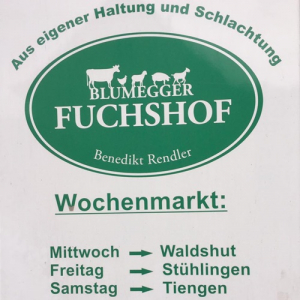 Aus eigener Haltung und Schlachtung
BLUMEGGER
FUCHSHOF
Benedikt Rendler
Wochenmarkt:
Mittwoch → Waldshut
Freitag → Stühlingen
Samstag → Tiengen